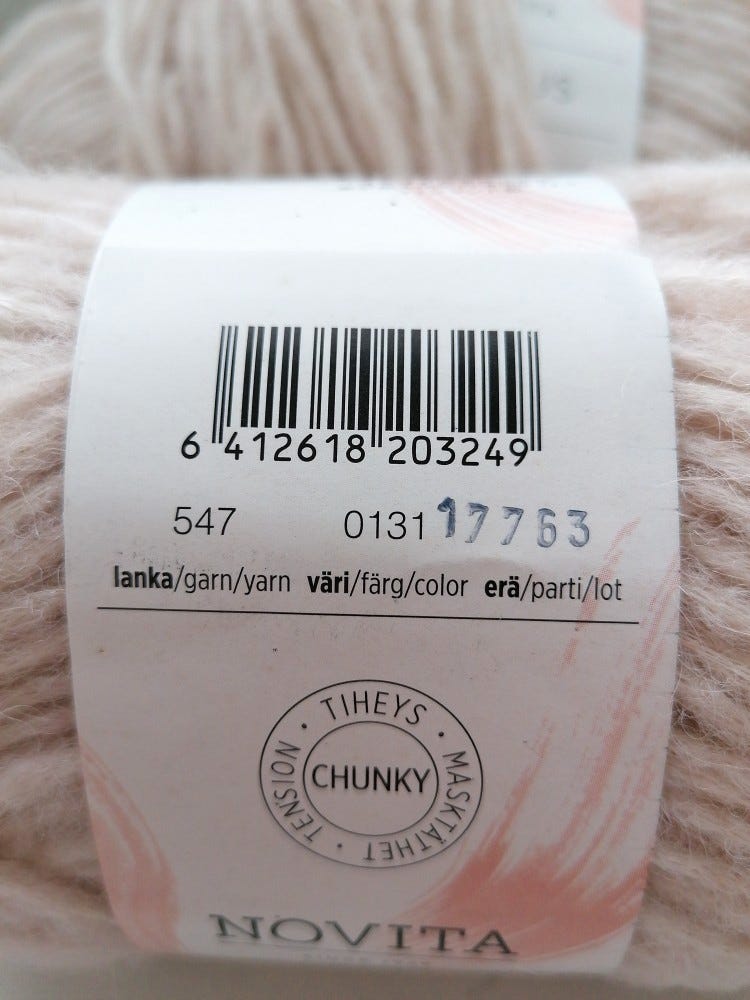 6 412618 203249
547 0131 17763
lanka/garn/yarn väri/färg/color erä/parti/lot
TIHEYS · MASKTÄTHET · TENSION ·
CHUNKY
NOVITA